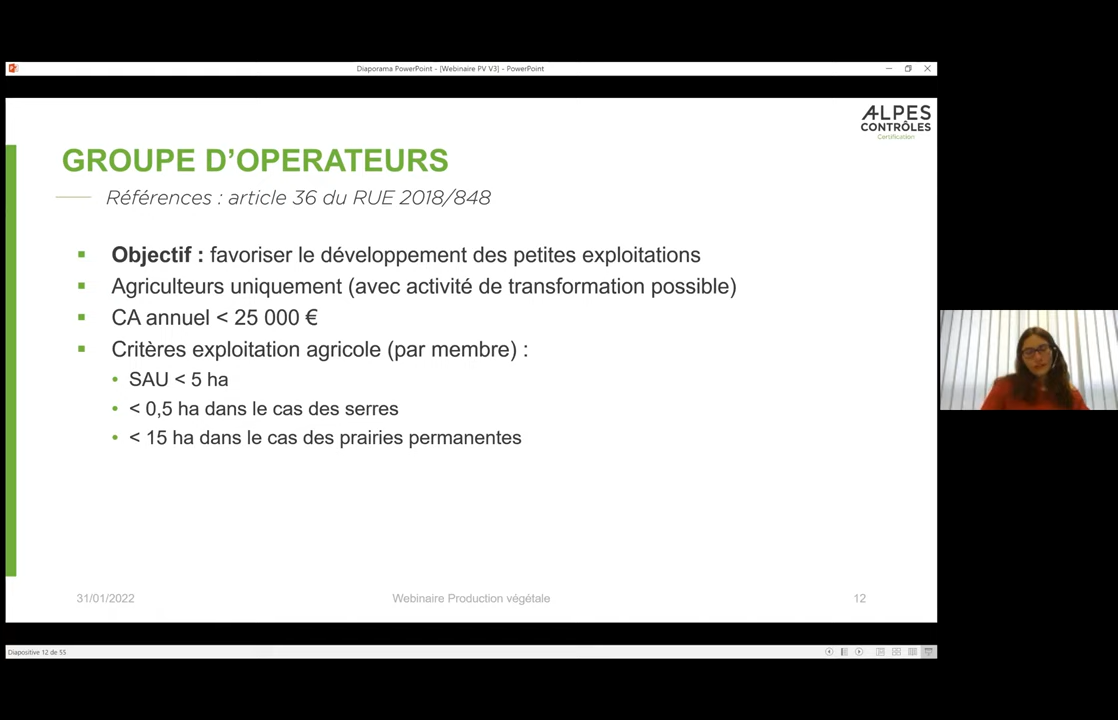 Diaporama PowerPoint - [Webinaire PV V3] - PowerPoint
ALPES
CONTRÔLES
Certification
GROUPE D’OPERATEURS
Références : article 36 du RUE 2018/848
Objectif : favoriser le développement des petites exploitations
Agriculteurs uniquement (avec activité de transformation possible)
CA annuel < 25 000 €
Critères exploitation agricole (par membre) :
SAU < 5 ha
< 0,5 ha dans le cas des serres
< 15 ha dans le cas des prairies permanentes
31/01/2022
Webinaire Production végétale
12
Diapositive 12 de 55